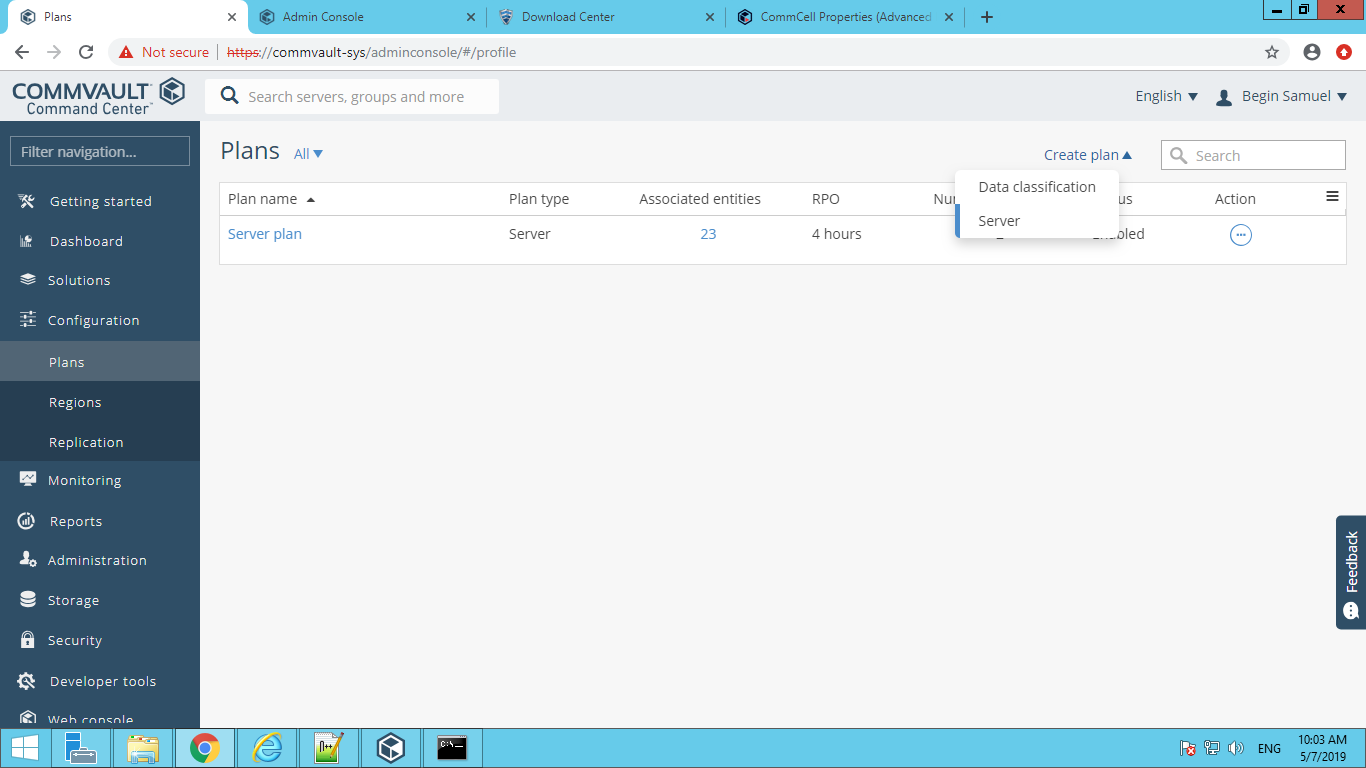 Plans
Admin Console
Download Center
CommCell Properties (Advanced
Not secure
https://commvault-sys/adminconsole/#/profile
COMMVAULT
Command Center™
Search servers, groups and more
English
Begin Samuel
Filter navigation...
Getting started
Dashboard
Solutions
Configuration
Plans
Regions
Replication
Monitoring
Reports
Administration
Storage
Security
Developer tools
Web console
Plans All
Create plan
Search
Data classification
Server
Plan name Plan type Associated entities RPO Action
Server plan Server 23 4 hours
Feedback
ENG
10:03 AM
5/7/2019